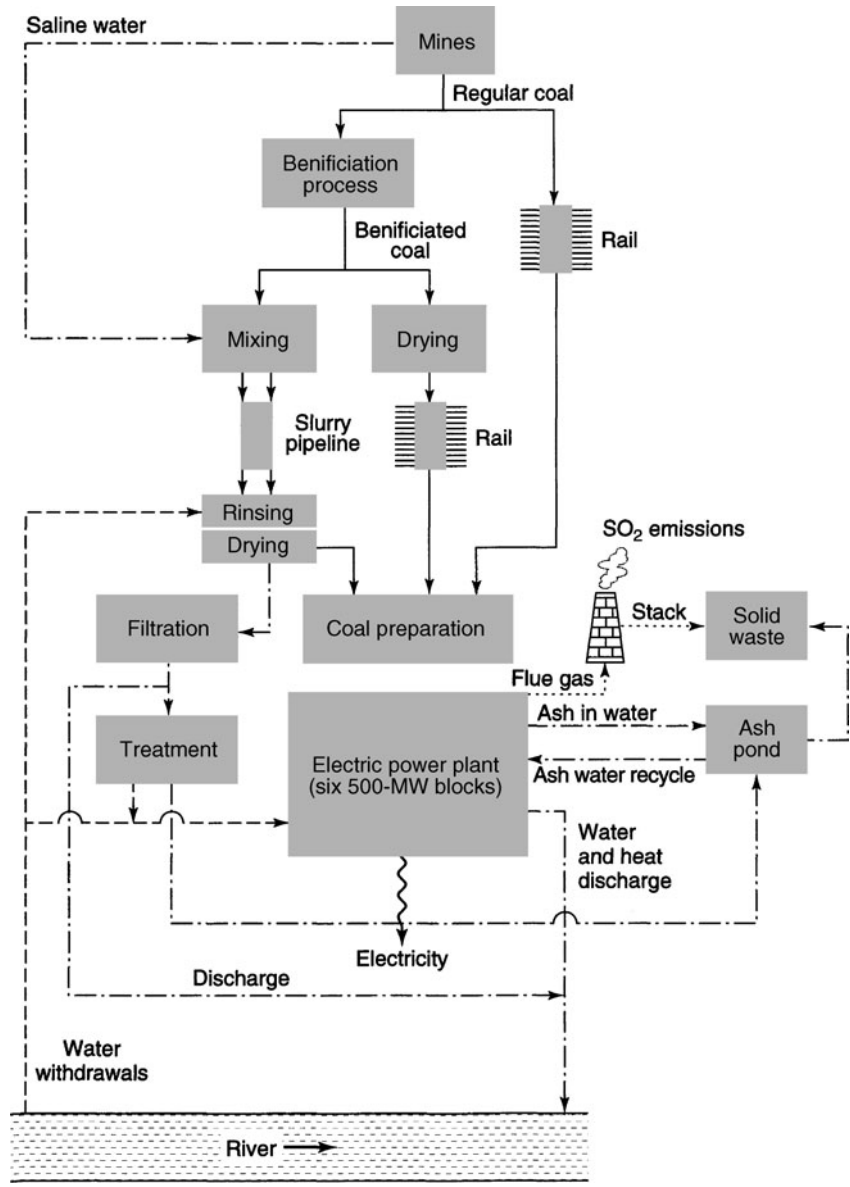 Saline water
Mines
Regular coal
Benificiation
process
Benificiated
coal
Rail
Mixing
Drying
Slurry
pipeline
Rail
Rinsing
Drying
SO2 emissions
Filtration
Coal preparation
Stack
Solid
waste
Flue gas
Ash in water
Treatment
Electric power plant
(six 500-MW blocks)
Ash
pond
Ash water recycle
Water
and heat
discharge
Electricity
Discharge
Water
withdrawals
River